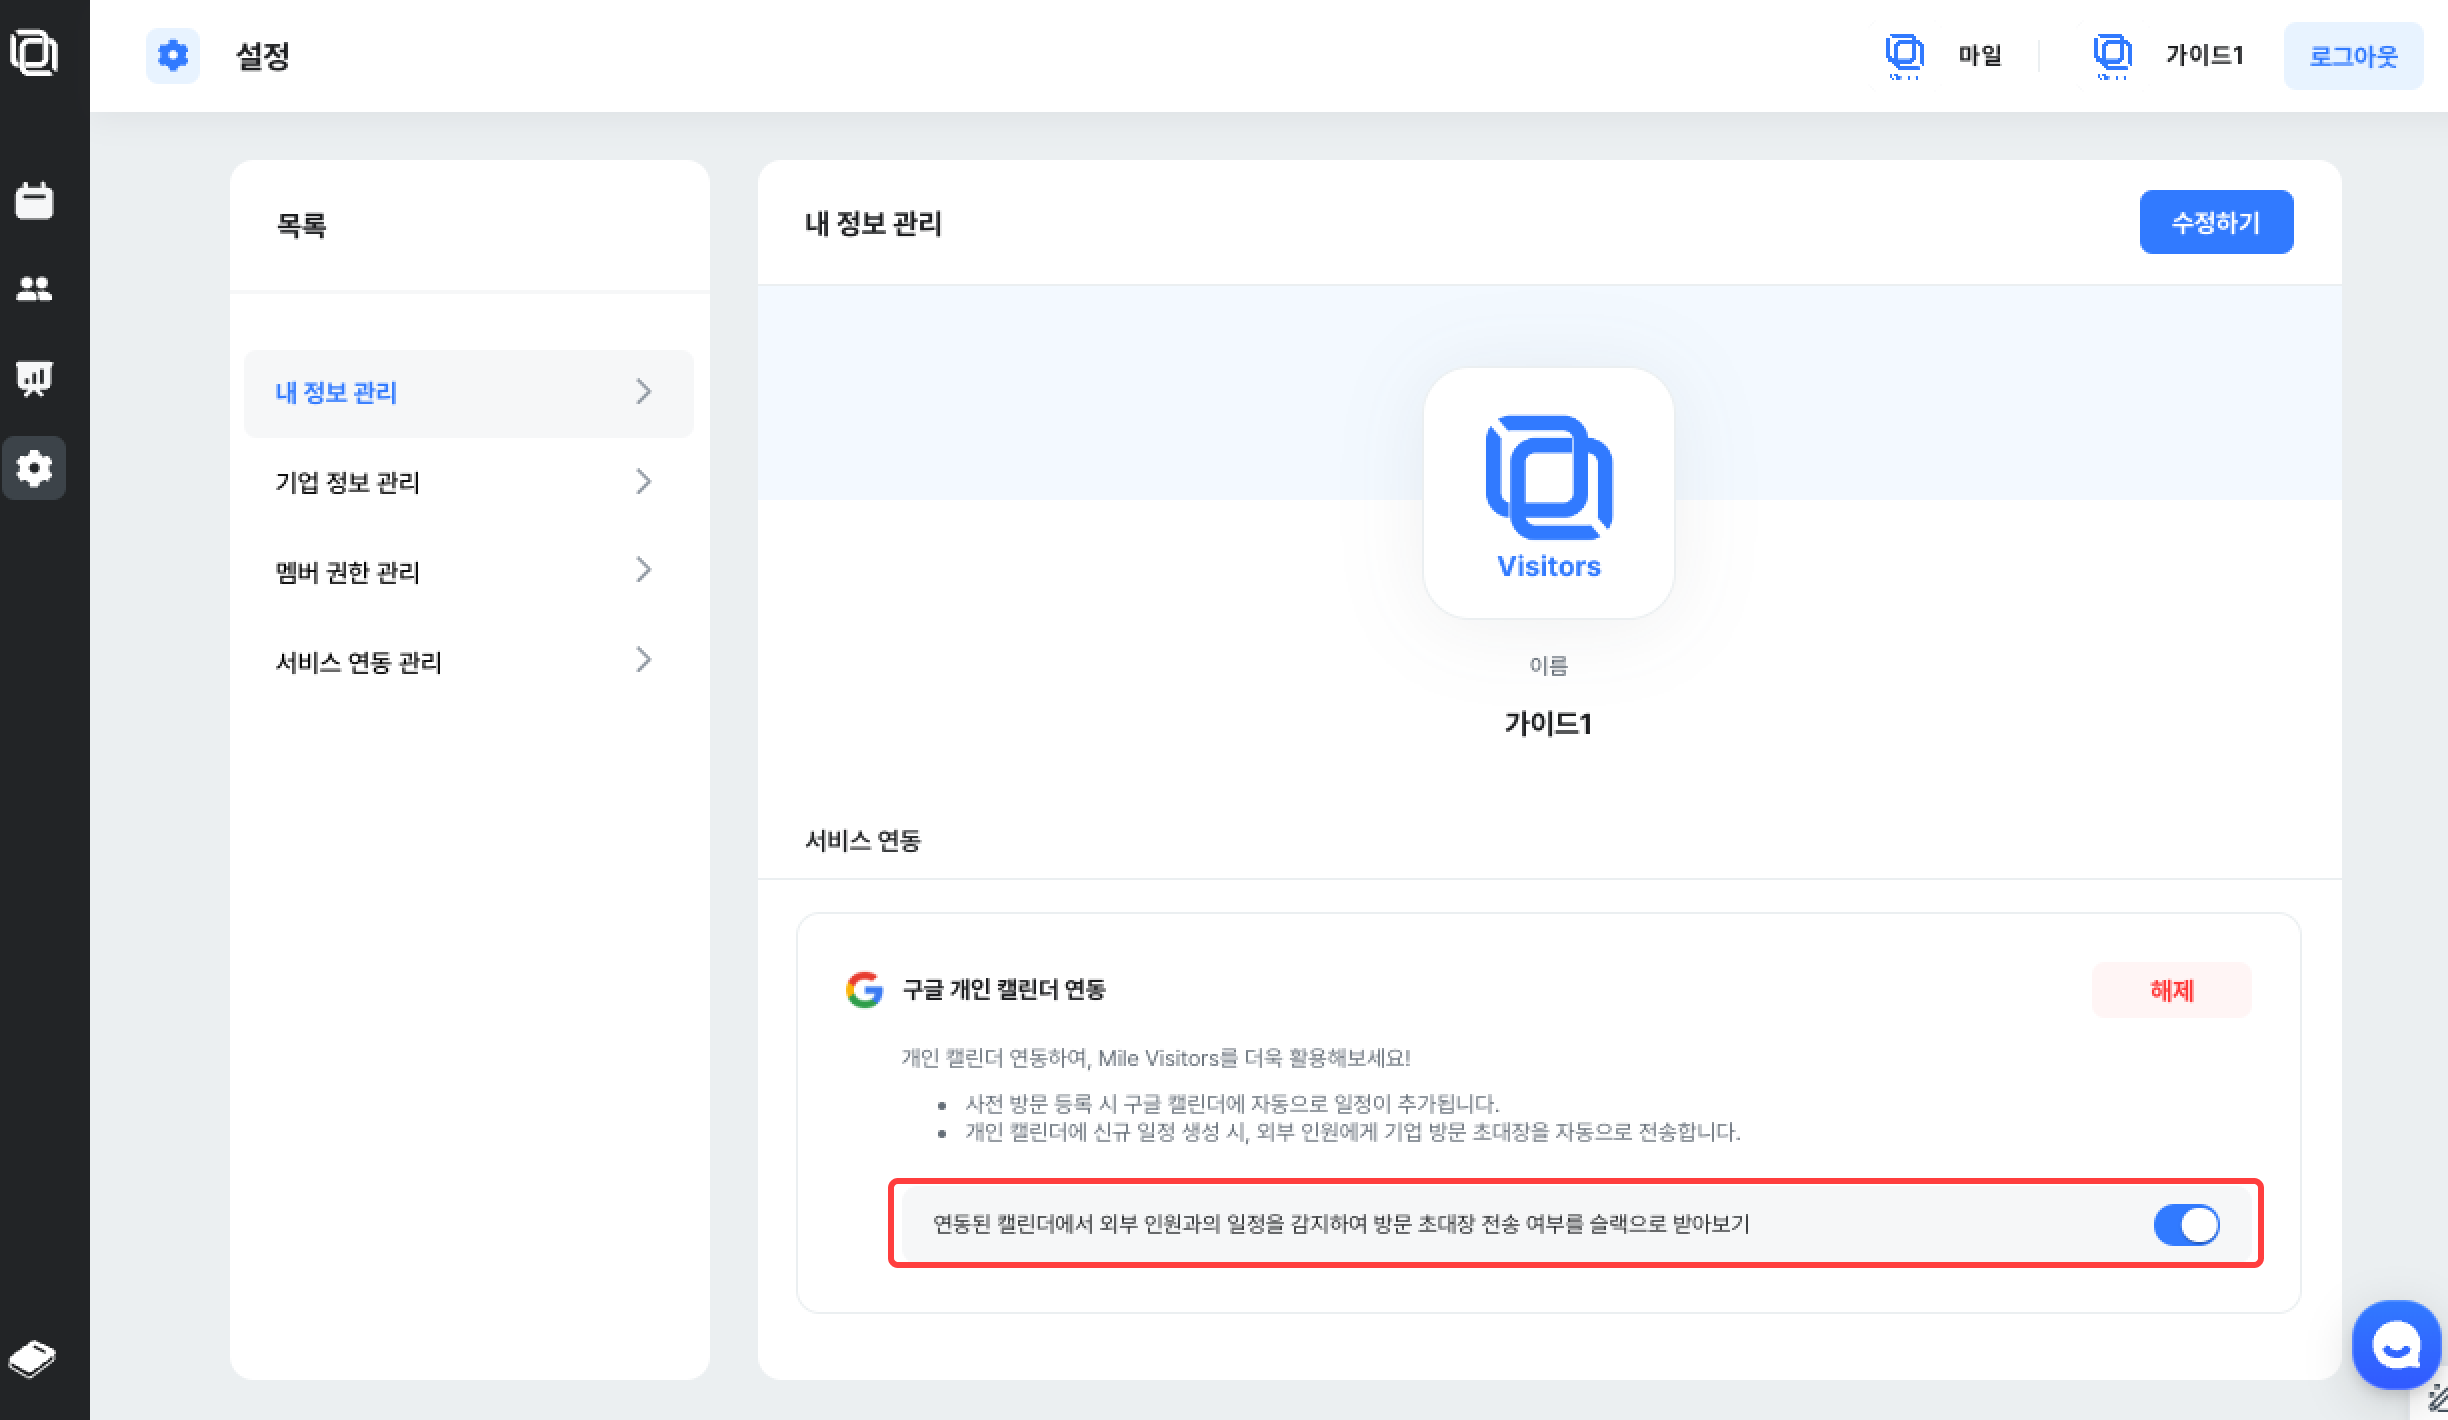 설정
마일
가이드1
로그아웃
목록
내 정보 관리
기업 정보 관리
멤버 권한 관리
서비스 연동 관리
내 정보 관리
수정하기
Visitors
이름
가이드1
서비스 연동
구글 개인 캘린더 연동
해제
개인 캘린더 연동하여, Mile Visitors를 더욱 활용해보세요!
사전 방문 등록 시 구글 캘린더에 자동으로 일정이 추가됩니다.
개인 캘린더에 신규 일정 생성 시, 외부 인원에게 기업 방문 초대장을 자동으로 전송합니다.
연동된 캘린더에서 외부 인원과의 일정을 감지하여 방문 초대장 전송 여부를 슬랙으로 받아보기